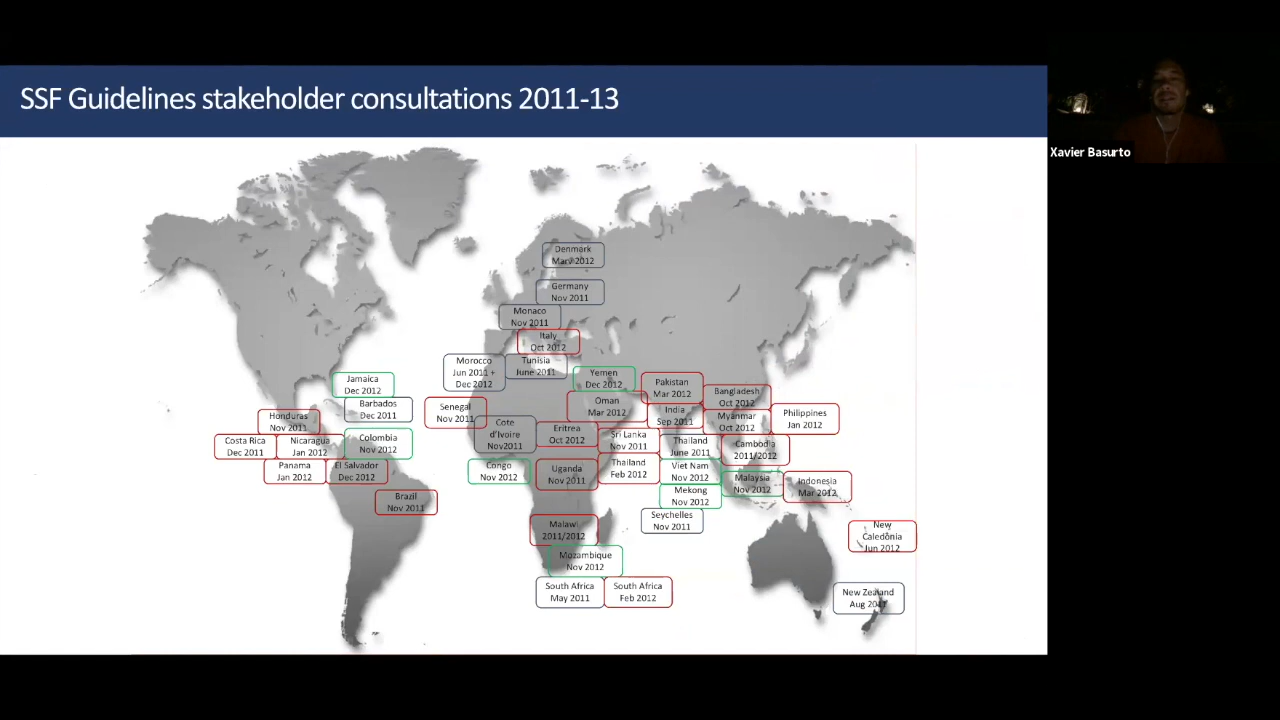 SSF Guidelines stakeholder consultations 2011-13
Xavier Basurto
Denmark
2012
Germany
Nov 2011
Monaco
Nov 2011
Italy
Oct 2012
Morocco
Jun 2011 +
Dec 2012
Tunisia
June 2011
Yemen
Dec 2012
Pakistan
Mar 2012
Bangladesh
Oct 2012
Jamaica
Dec 2012
Barbados
Dec 2011
Senegal
Nov 2011
Oman
Mar 2012
India
Sep 2011
Myanmar
Oct 2012
Philippines
Jan 2012
Honduras
Nov 2011
Cote
d'Ivoire
Nov2011
Eritrea
Oct 2012
Sri Lanka
Nov 2011
Thailand
June 2011
Cambodia
2011/2012
Costa Rica
Dec 2011
Nicaragua
Jan 2012
Colombia
Nov 2012
Panama
Jan 2012
El Salvador
Dec 2012
Congo
Nov 2012
Uganda
Nov 2011
Thailand
Feb 2012
Viet Nam
Nov 2012
Malaysia
Nov 2012
Indonesia
Mar 2012
Brazil
Nov 2011
Mekong
Nov 2012
Seychelles
Nov 2011
Malawi
2011/2012
New
Caledonia
Jun 2012
Mozambique
Nov 2012
South Africa
May 2011
South Africa
Feb 2012
New Zealand
Aug 2011